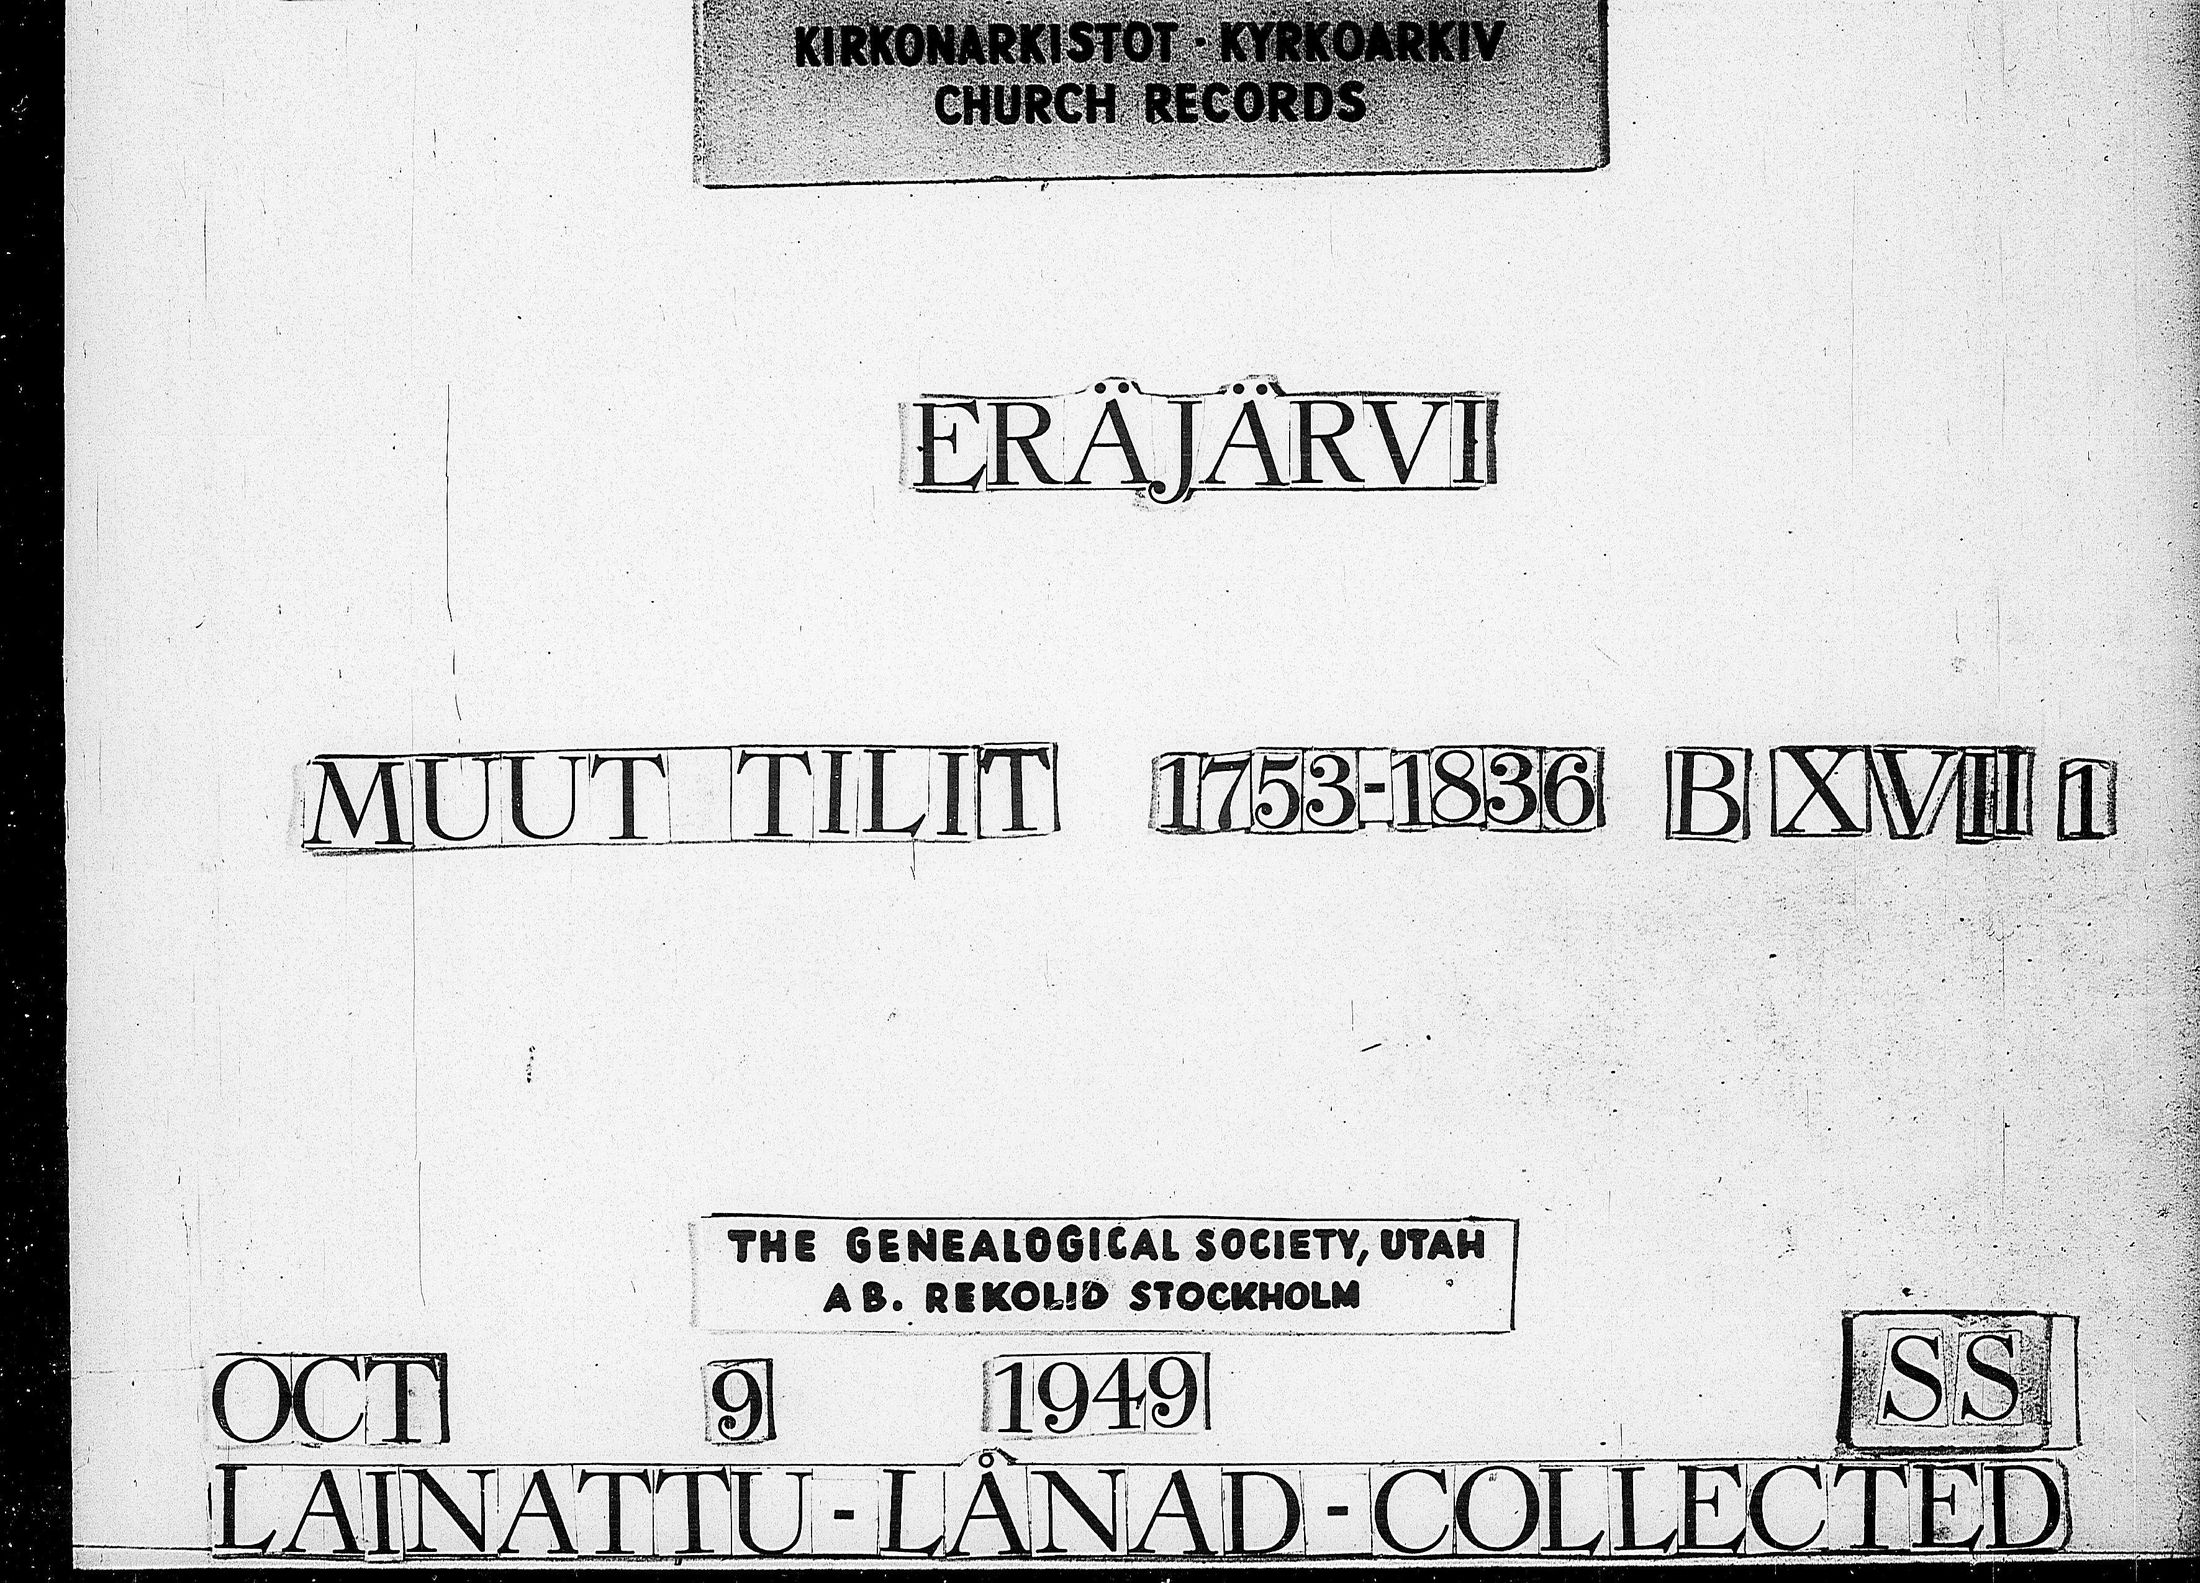 KIRKONARKISTOT · KYRKOARKIV
CHURCH RECORDS
ERÄJÄRVI
MUUT TILIT 1753-1836 B XVIII 1
THE GENEALOGICAL SOCIETY, UTAH
AB. REKOLID STOCKHOLM
OCT 9 1949 SS
LAINATTU - LÅNAD - COLLECTED